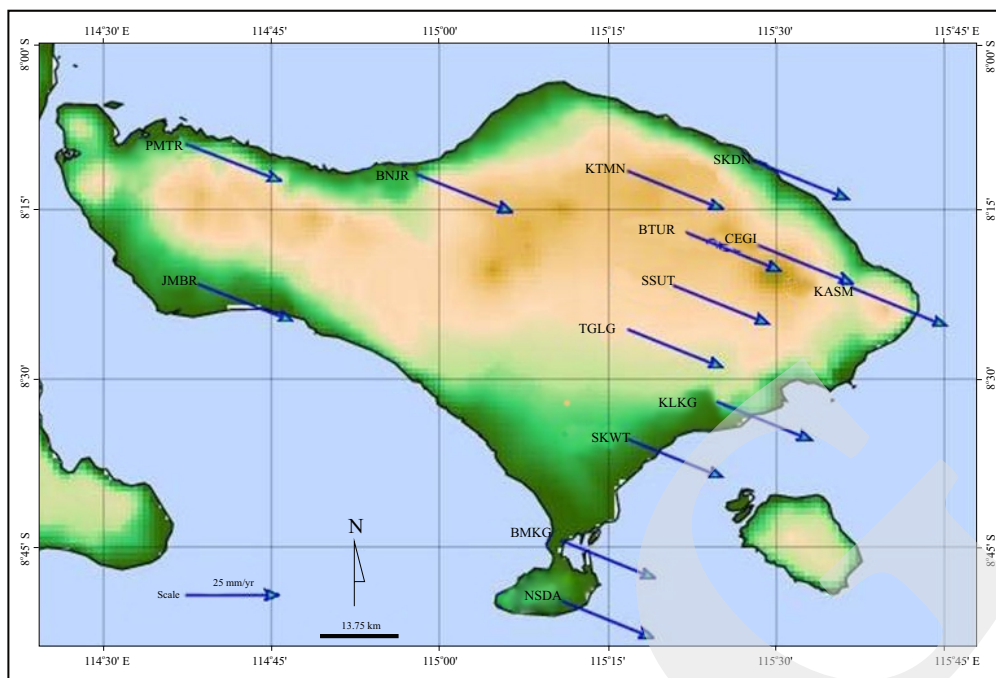 114°30' E 114°45' 115°00' 115°15' 115°30' 115°45' E
8°00' S 8°00' S
PMTR
BNJR
KTMN
SKDN
8°15' 8°15'
BTUR
CEGI
JMBR
SSUT
KASM
TGLG
8°30' 8°30'
KLKG
SKWT
BMKG
N
8°45' S 8°45' S
25 mm/yr
Scale
NSDA
13.75 km
114°30' E 114°45' 115°00' 115°15' 115°30' 115°45' E